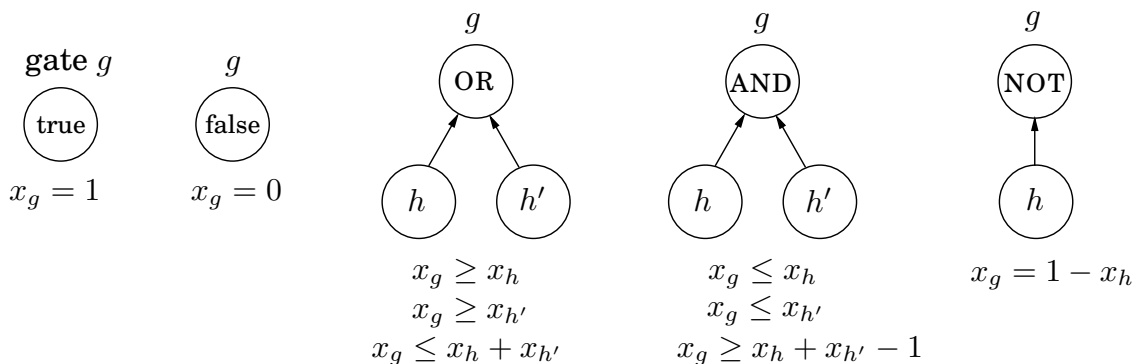 gate g
true
x_g = 1
g
false
x_g = 0
g
OR
h
h′
x_g ≥ x_h
x_g ≥ x_{h′}
x_g ≤ x_h + x_{h′}
g
AND
h
h′
x_g ≤ x_h
x_g ≤ x_{h′}
x_g ≥ x_h + x_{h′} − 1
g
NOT
h
x_g = 1 − x_h